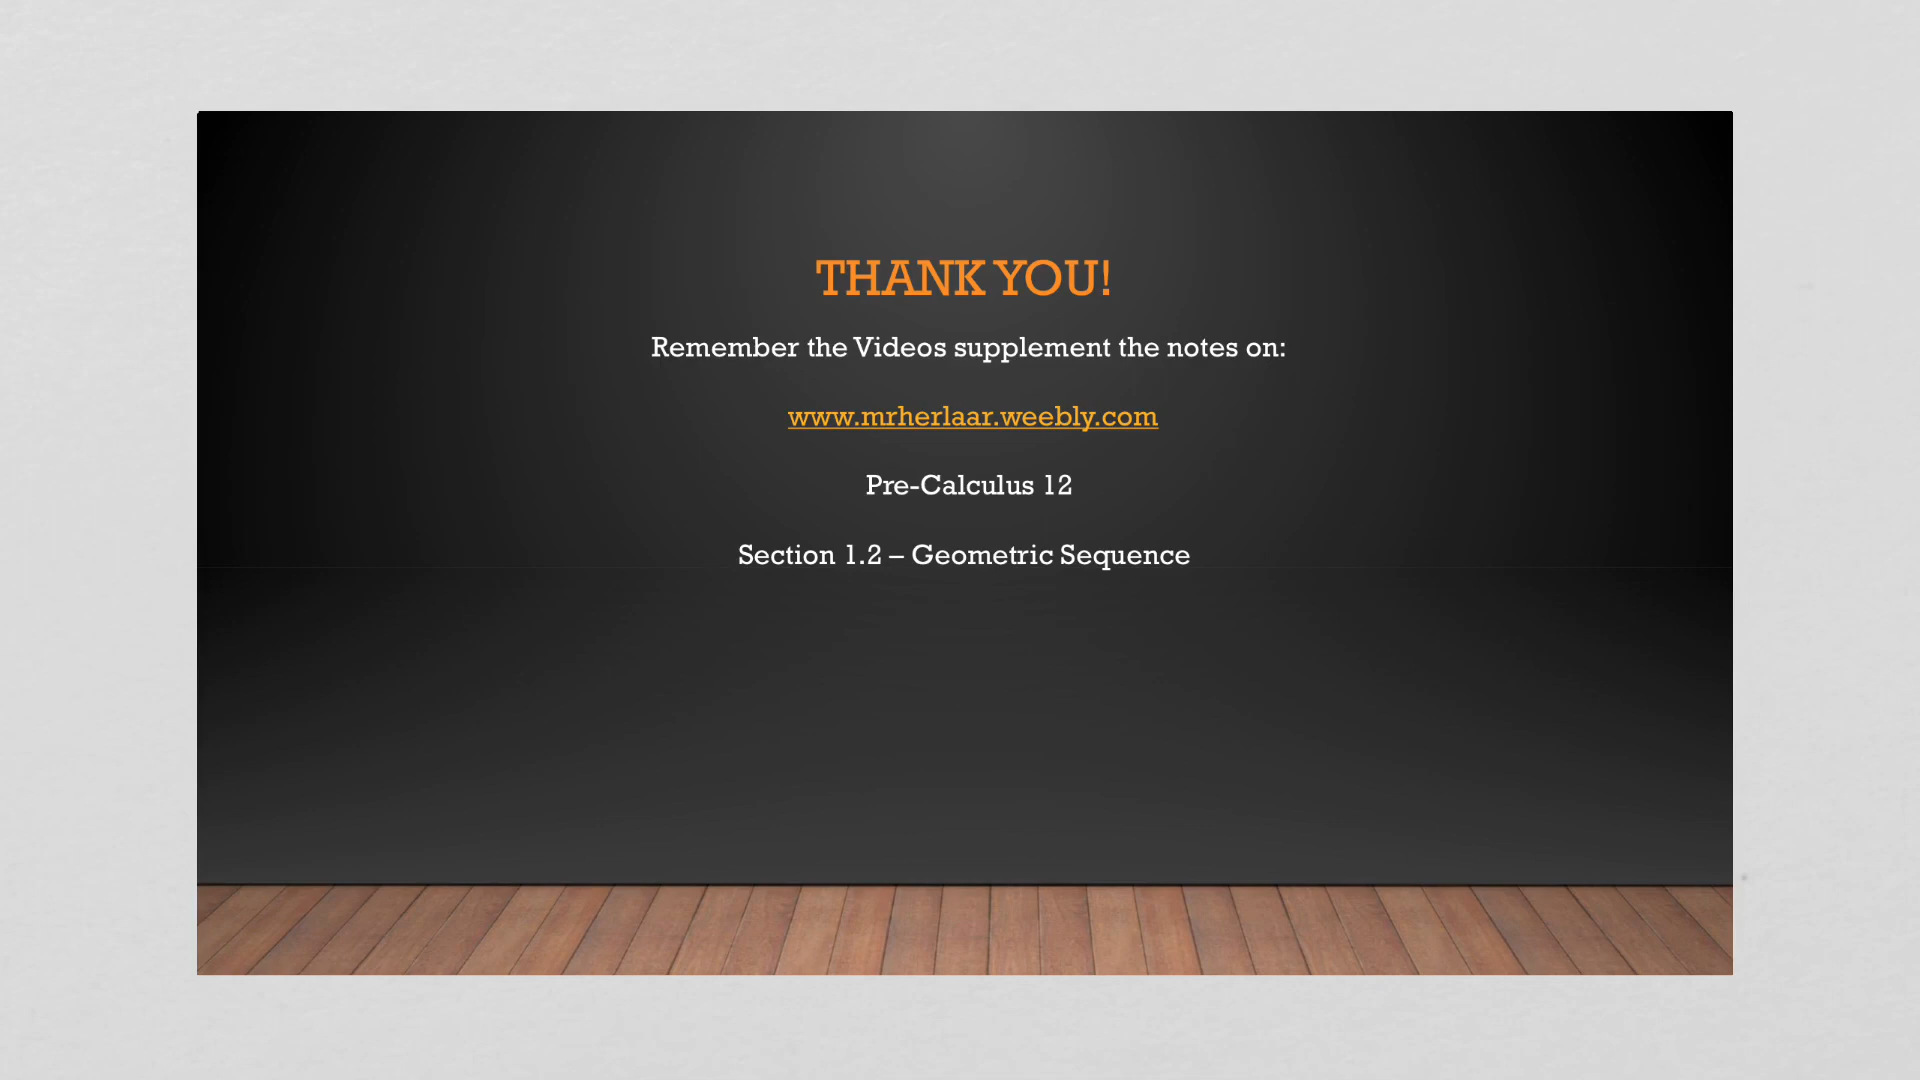 THANK YOU!
Remember the Videos supplement the notes on:
www.mrherlaar.weebly.com
Pre-Calculus 12
Section 1.2 – Geometric Sequence